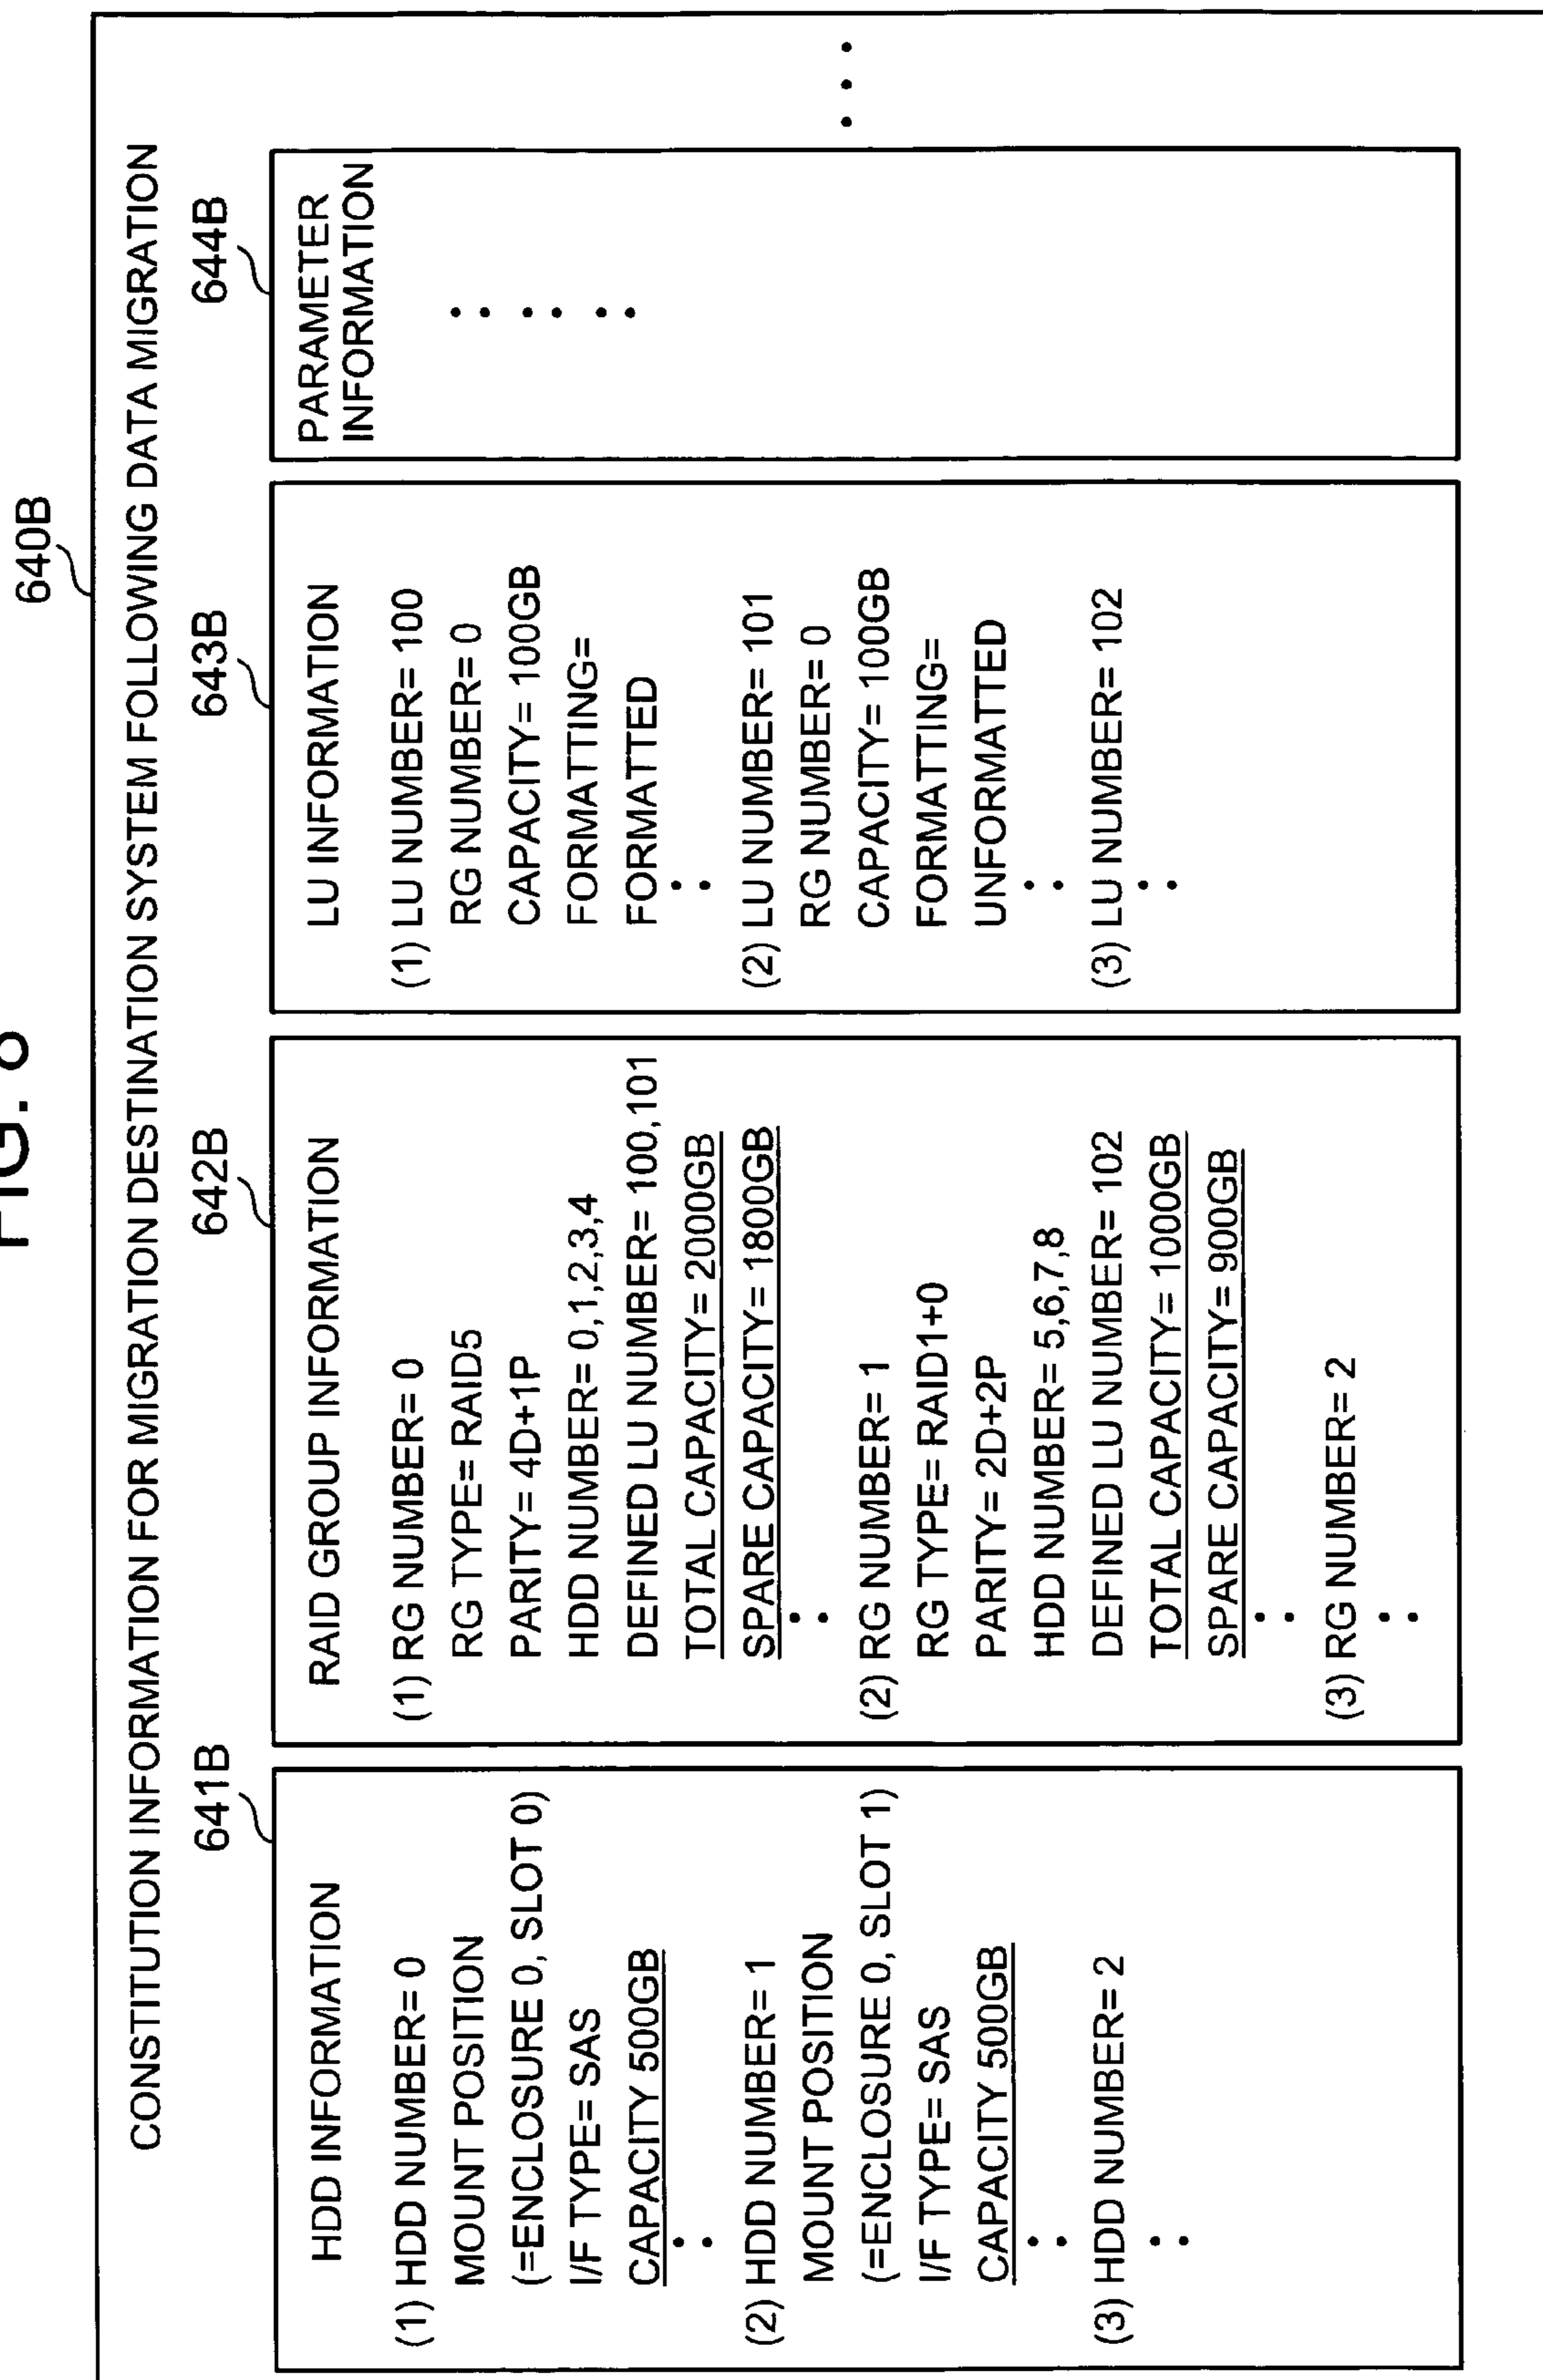 FIG. 8
640B
CONSTITUTION INFORMATION FOR MIGRATION DESTINATION SYSTEM FOLLOWING DATA MIGRATION
641B
HDD INFORMATION
(1) HDD NUMBER= 0
MOUNT POSITION
(=ENCLOSURE 0, SLOT 0)
I/F TYPE= SAS
CAPACITY 500GB
(2) HDD NUMBER= 1
MOUNT POSITION
(=ENCLOSURE 0, SLOT 1)
I/F TYPE= SAS
CAPACITY 500GB
(3) HDD NUMBER= 2
642B
RAID GROUP INFORMATION
(1) RG NUMBER= 0
RG TYPE= RAID5
PARITY= 4D+1P
HDD NUMBER= 0,1,2,3,4
DEFINED LU NUMBER= 100,101
TOTAL CAPACITY= 2000GB
SPARE CAPACITY= 1800GB
(2) RG NUMBER= 1
RG TYPE= RAID1+0
PARITY= 2D+2P
HDD NUMBER= 5,6,7,8
DEFINED LU NUMBER= 102
TOTAL CAPACITY= 1000GB
SPARE CAPACITY= 900GB
(3) RG NUMBER= 2
643B
LU INFORMATION
(1) LU NUMBER= 100
RG NUMBER= 0
CAPACITY= 100GB
FORMATTING=
FORMATTED
(2) LU NUMBER= 101
RG NUMBER= 0
CAPACITY= 100GB
FORMATTING=
UNFORMATTED
(3) LU NUMBER= 102
644B
PARAMETER
INFORMATION